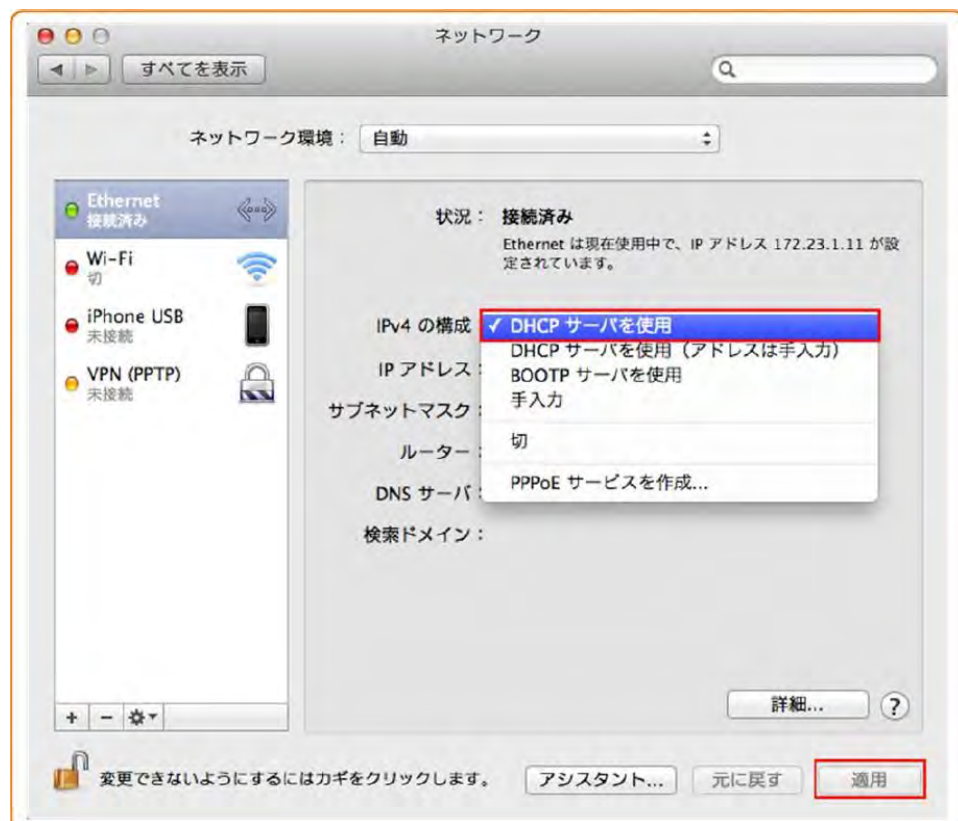 ネットワーク
すべてを表示
ネットワーク環境： 自動
Ethernet
接続済み
Wi-Fi
切
iPhone USB
未接続
VPN (PPTP)
未接続
状況： 接続済み
Ethernet は現在使用中で、IP アドレス 172.23.1.11 が設
定されています。
IPv4 の構成 ✓ DHCP サーバを使用
DHCP サーバを使用（アドレスは手入力）
IP アドレス：
BOOTP サーバを使用
手入力
サブネットマスク：
切
ルーター：
PPPoE サービスを作成...
DNS サーバ：
検索ドメイン：
詳細... ?
+ −
変更できないようにするにはカギをクリックします。 アシスタント... 元に戻す 適用